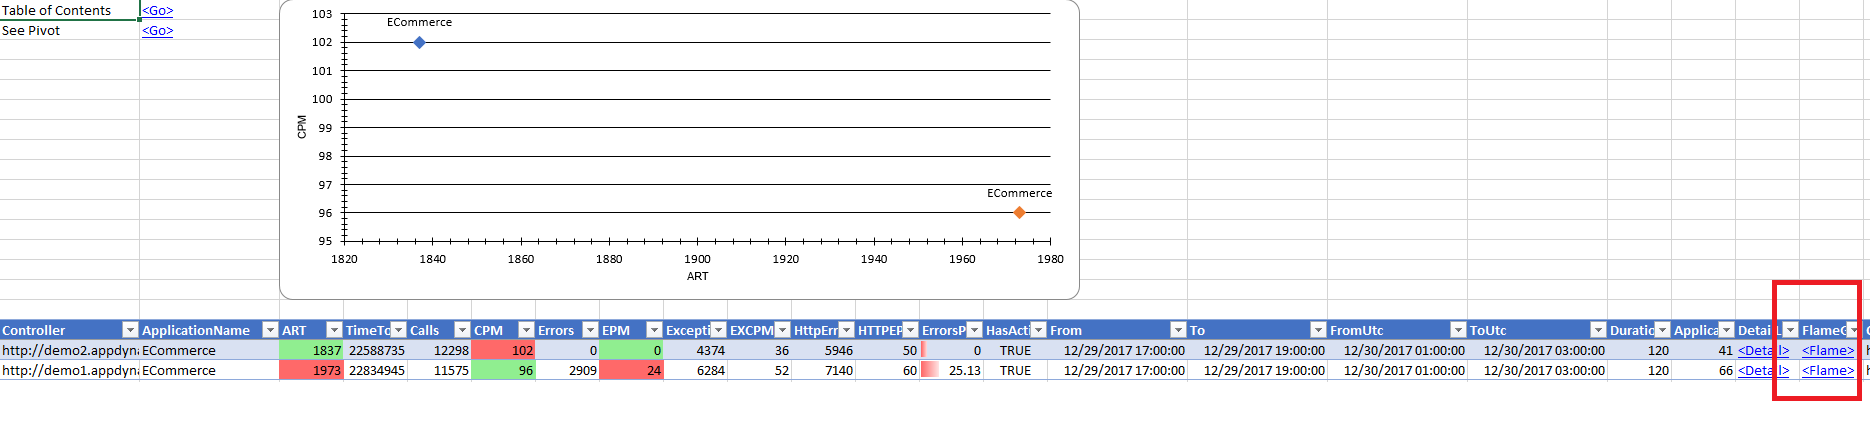 Table of Contents <Go>
See Pivot <Go>
103
102
101
100
99
98
97
96
95
CPM
ECommerce
ECommerce
1820 1840 1860 1880 1900 1920 1940 1960 1980
ART
Controller ApplicationName ART TimeTo Calls CPM Errors EPM Excepti EXCPM HttpErr HTTPEP ErrorsP HasActi From To FromUtc ToUtc Duratio Applica Detail FlameG
http://demo2.appdyna ECommerce 1837 22588735 12298 102 0 0 4374 36 5946 50 0 TRUE 12/29/2017 17:00:00 12/29/2017 19:00:00 12/30/2017 01:00:00 12/30/2017 03:00:00 120 41 <Detail> <Flame> h
http://demo1.appdyna ECommerce 1973 22834945 11575 96 2909 24 6284 52 7140 60 25.13 TRUE 12/29/2017 17:00:00 12/29/2017 19:00:00 12/30/2017 01:00:00 12/30/2017 03:00:00 120 66 <Detail> <Flame> h